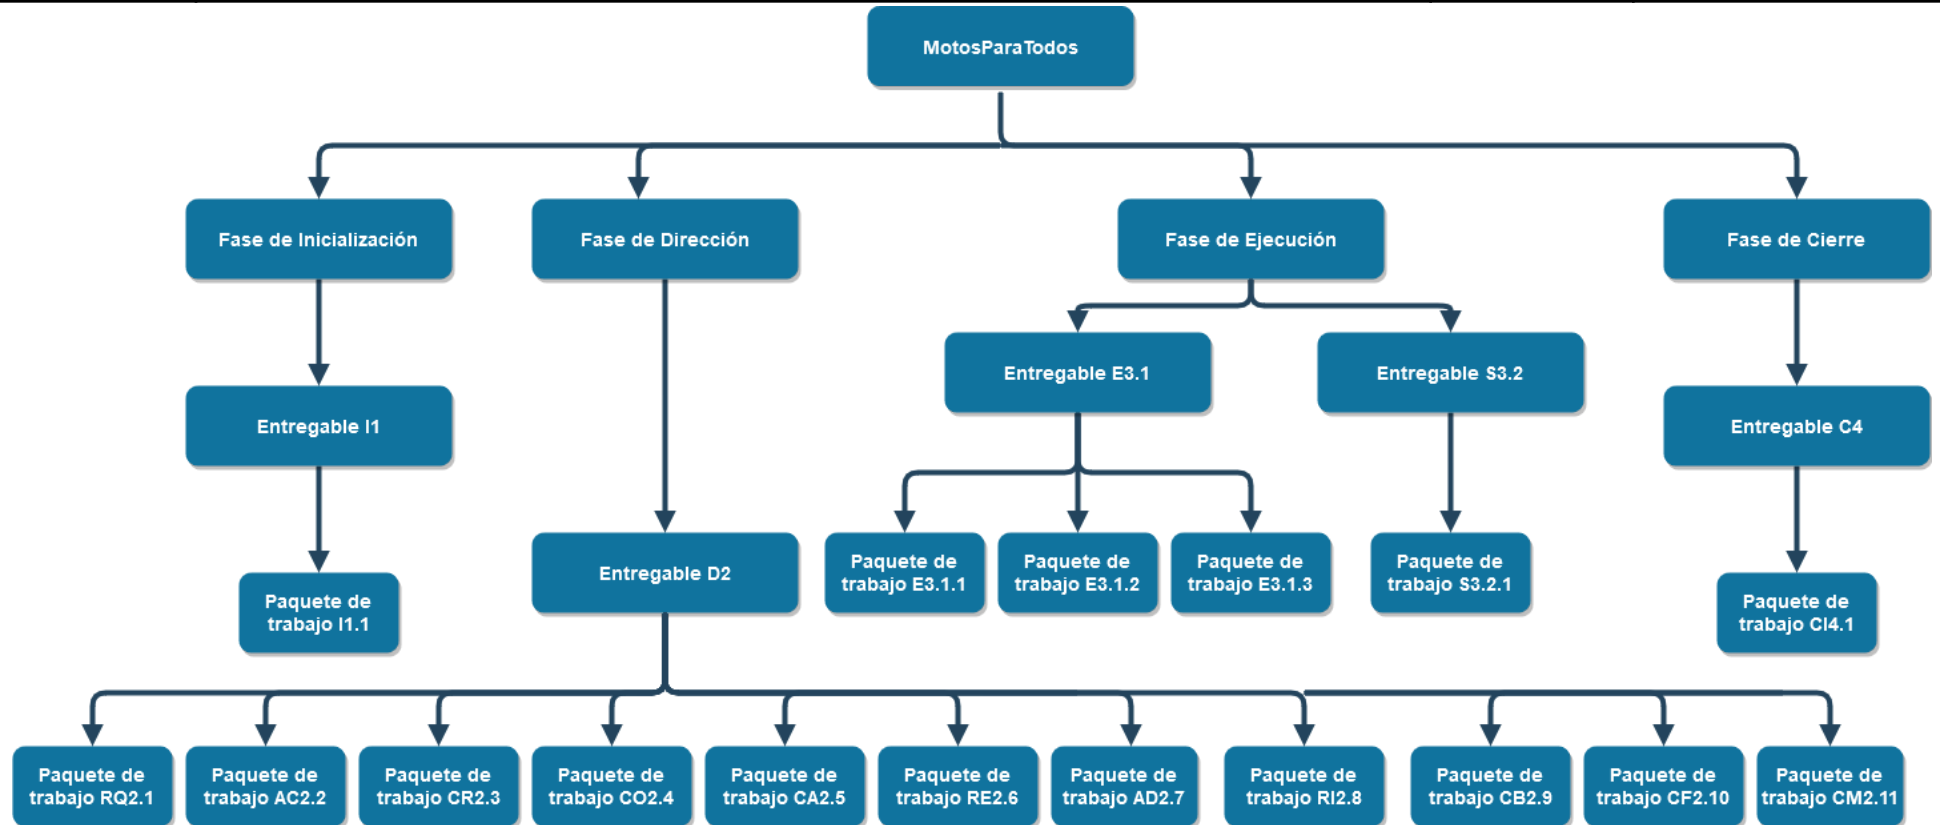 MotosParaTodos
Fase de Inicialización
Fase de Dirección
Fase de Ejecución
Fase de Cierre
Entregable E3.1
Entregable S3.2
Entregable I1
Entregable C4
Entregable D2
Paquete de
trabajo E3.1.1
Paquete de
trabajo E3.1.2
Paquete de
trabajo E3.1.3
Paquete de
trabajo S3.2.1
Paquete de
trabajo I1.1
Paquete de
trabajo CI4.1
Paquete de
trabajo RQ2.1
Paquete de
trabajo AC2.2
Paquete de
trabajo CR2.3
Paquete de
trabajo CO2.4
Paquete de
trabajo CA2.5
Paquete de
trabajo RE2.6
Paquete de
trabajo AD2.7
Paquete de
trabajo RI2.8
Paquete de
trabajo CB2.9
Paquete de
trabajo CF2.10
Paquete de
trabajo CM2.11